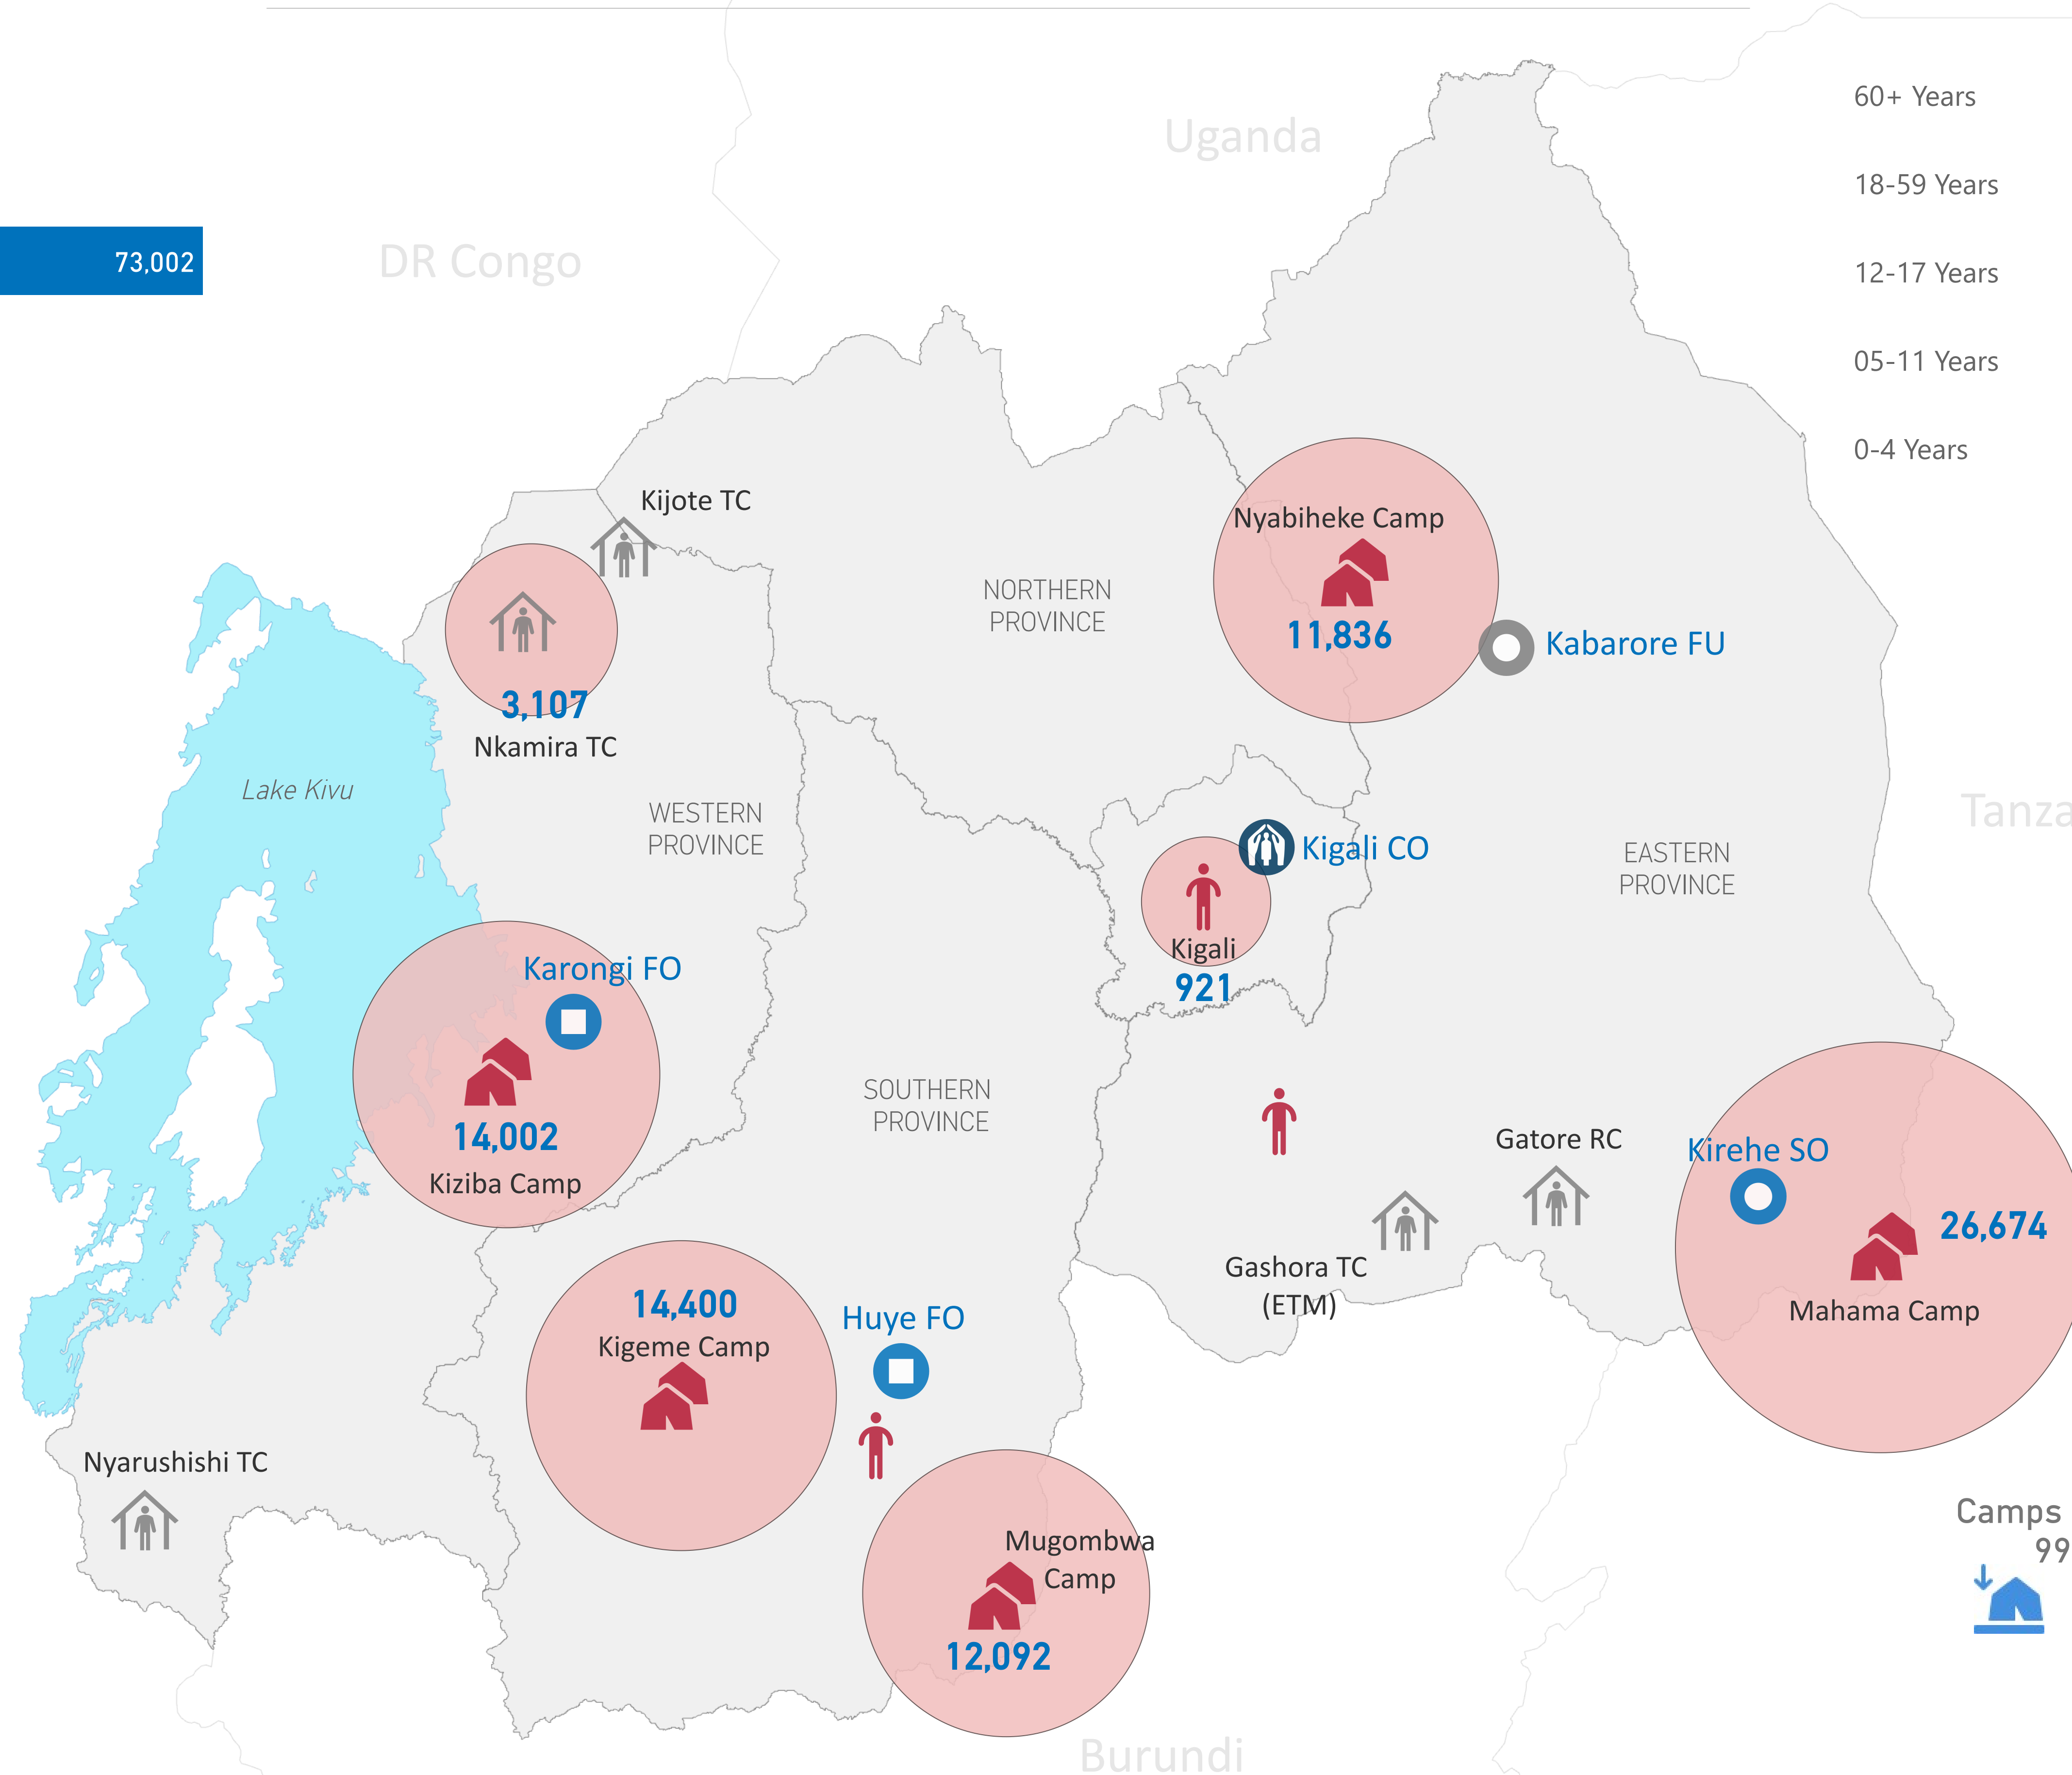 60+ Years
Uganda
18-59 Years
73,002
DR Congo
12-17 Years
05-11 Years
0-4 Years
Kijote TC
Nyabiheke Camp
11,836
NORTHERN
PROVINCE
Kabarore FU
3,107
Nkamira TC
Lake Kivu
WESTERN
PROVINCE
Kigali CO
EASTERN
PROVINCE
Kigali
921
Karongi FO
14,002
Kiziba Camp
SOUTHERN
PROVINCE
Gatore RC
Kirehe SO
26,674
Mahama Camp
Gashora TC
(ETM)
14,400
Kigeme Camp
Huye FO
Nyarushishi TC
Mugombwa
Camp
12,092
Camps
99
Burundi